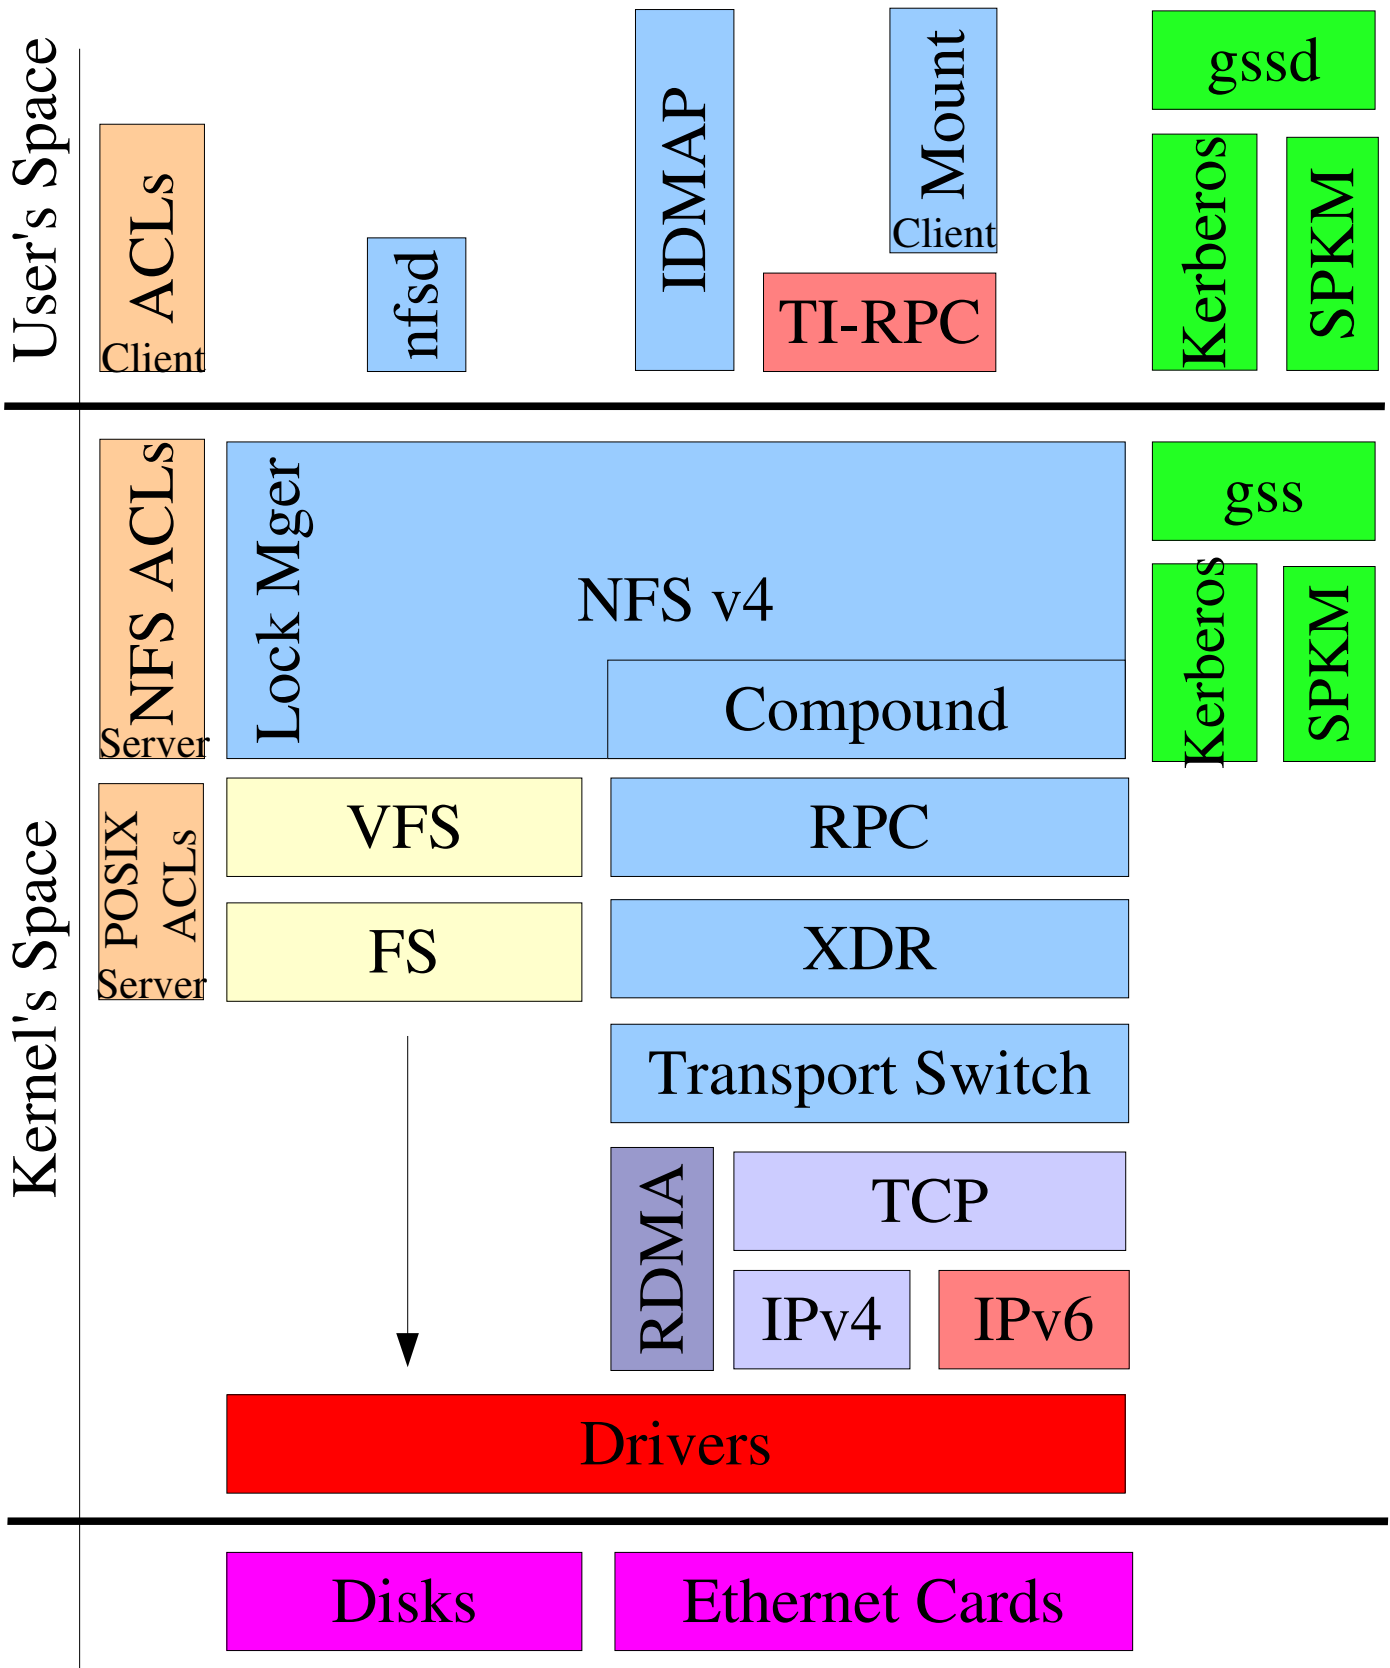 User's Space
ACLs
Client
nfsd
IDMAP
Mount
Client
TI-RPC
gssd
Kerberos
SPKM
Kernel's Space
NFS ACLs
Server
Lock Mger
NFS v4
Compound
gss
Kerberos
SPKM
POSIX
ACLs
Server
VFS
RPC
FS
XDR
Transport Switch
RDMA
TCP
IPv4
IPv6
Drivers
Disks
Ethernet Cards